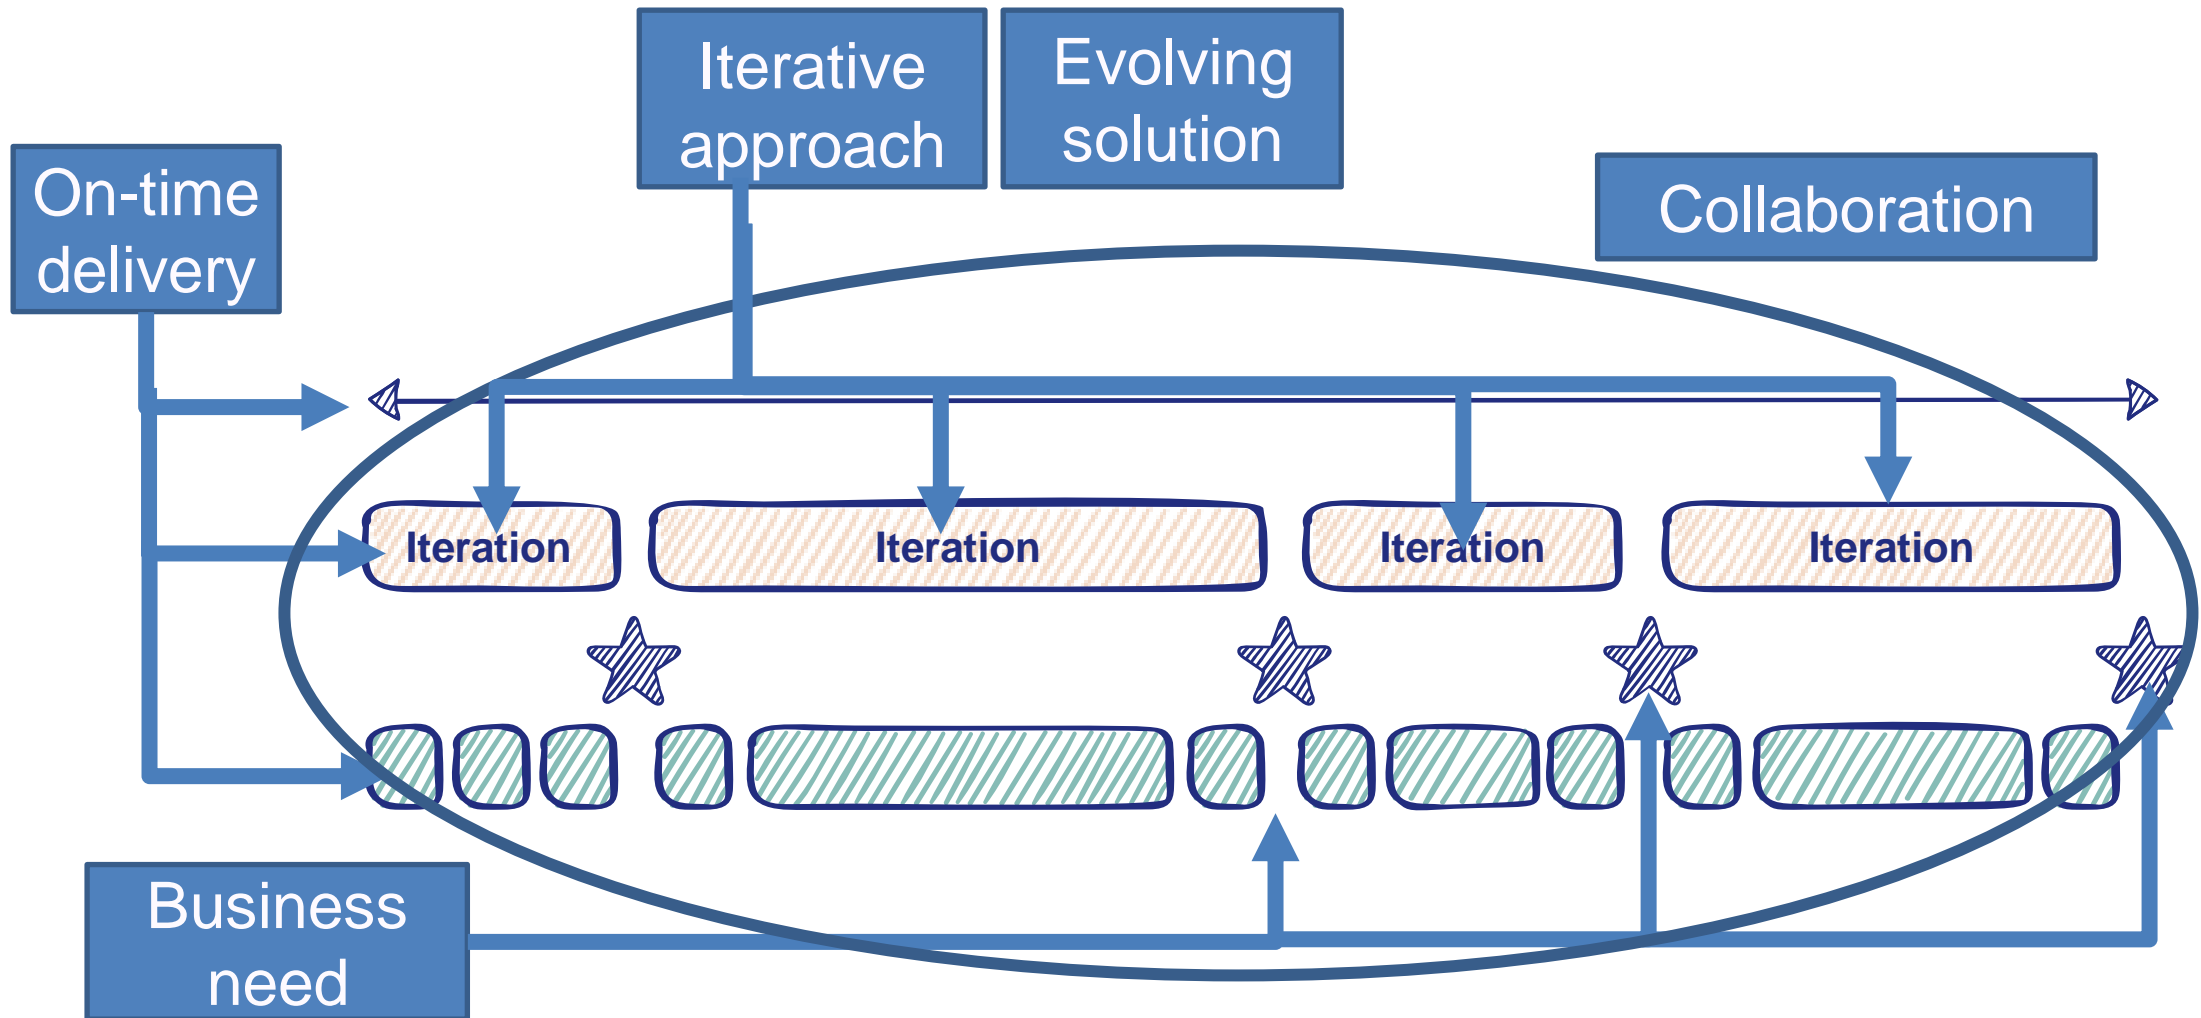 Iterative
approach
Evolving
solution
On-time
delivery
Collaboration
Iteration
Iteration
Iteration
Iteration
Business
need